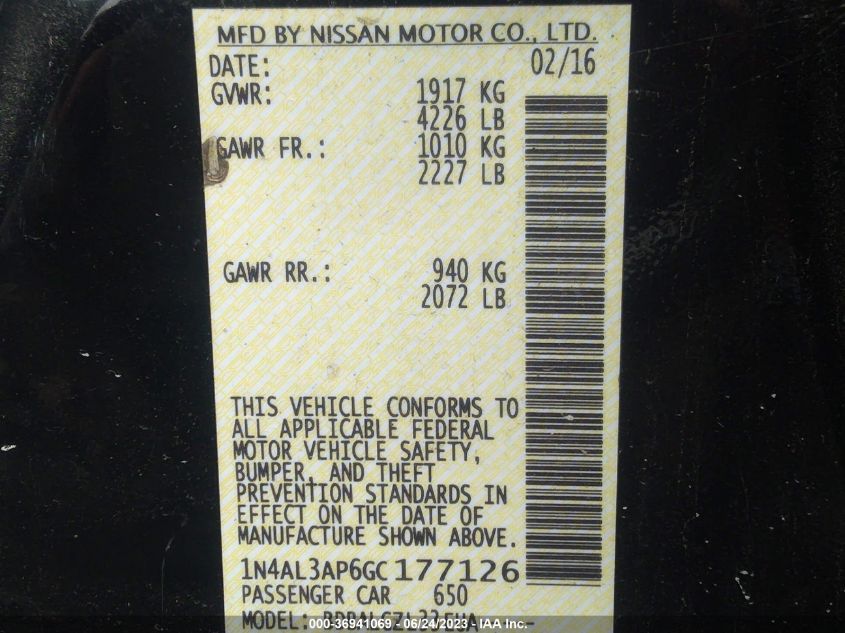 MFD BY NISSAN MOTOR CO., LTD.
DATE: 02/16
GVWR: 1917 KG
4226 LB
GAWR FR.: 1010 KG
2227 LB
GAWR RR.: 940 KG
2072 LB
THIS VEHICLE CONFORMS TO
ALL APPLICABLE FEDERAL
MOTOR VEHICLE SAFETY,
BUMPER, AND THEFT
PREVENTION STANDARDS IN
EFFECT ON THE DATE OF
MANUFACTURE SHOWN ABOVE.
1N4AL3AP6GC177126
PASSENGER CAR 650
MODEL:
000-36941069 - 06/24/2023 - IAA Inc.